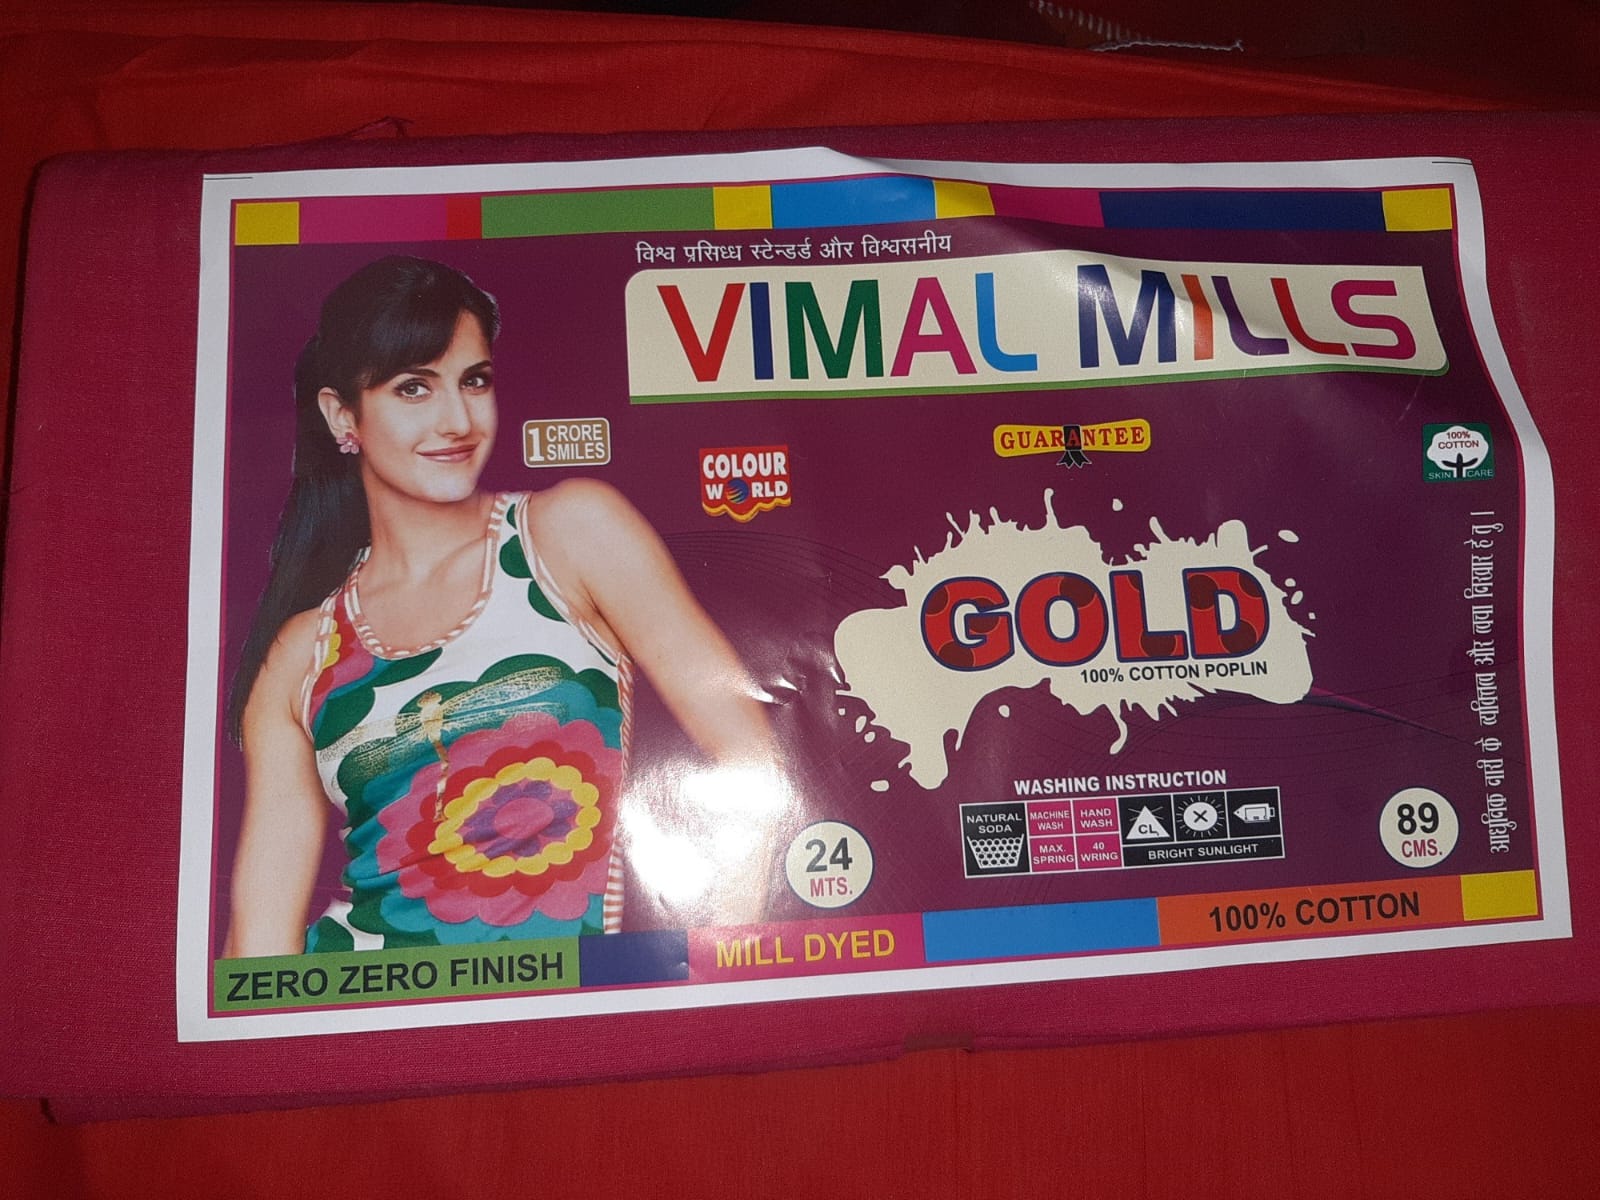 विश्व प्रसिध्ध स्टेन्डर्ड और विश्वसनीय
VIMAL MILLS
1 CRORE
SMILES
COLOUR
WORLD
GUARANTEE
100%
COTTON
SKIN CARE
GOLD
100% COTTON POPLIN
आधुनिक नारी के व्यक्तित्व और त्वचा निखार हेतु ।
WASHING INSTRUCTION
NATURAL
SODA
MACHINE
WASH
HAND
WASH
MAX.
SPRING
40
WRING
CL
BRIGHT SUNLIGHT
24
MTS.
89
CMS.
ZERO ZERO FINISH
MILL DYED
100% COTTON